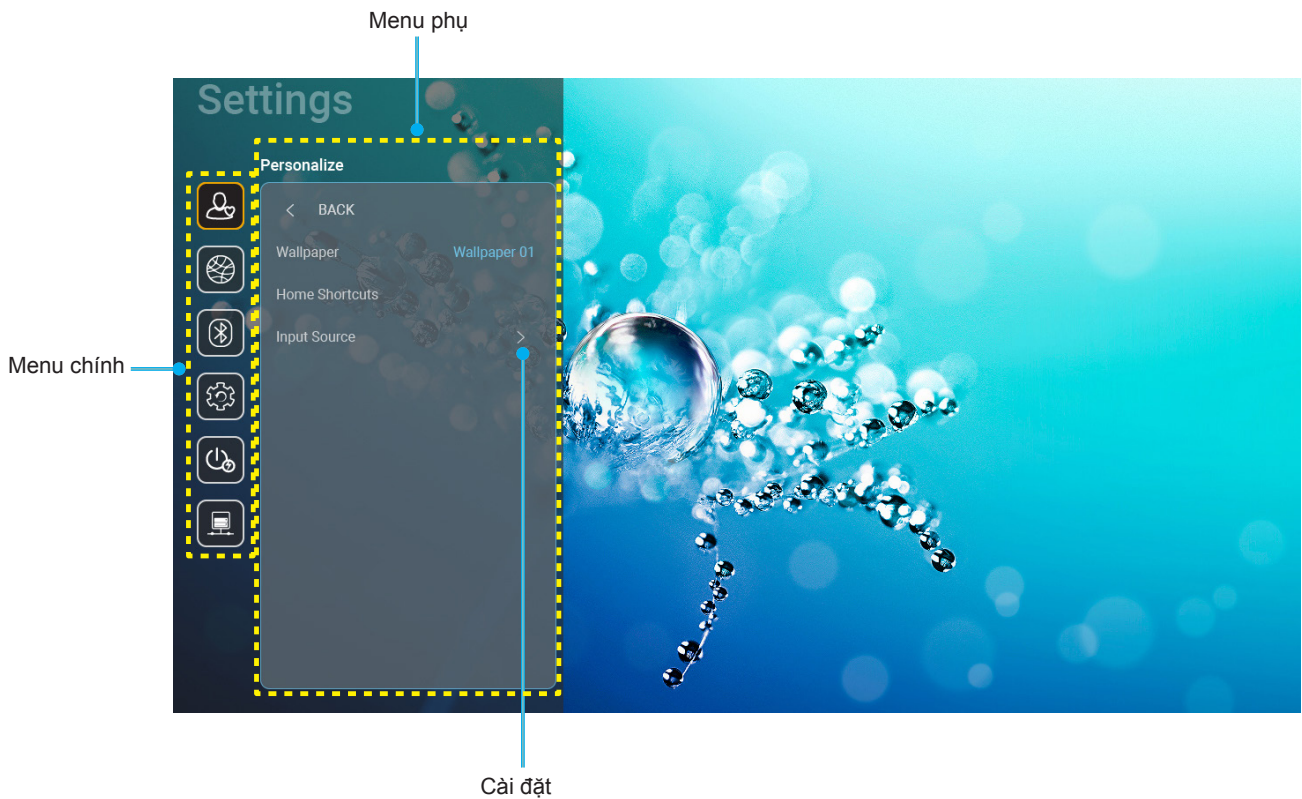 Menu phụ
Settings
Personalize
BACK
Wallpaper Wallpaper 01
Home Shortcuts
Input Source
Menu chính
Cài đặt